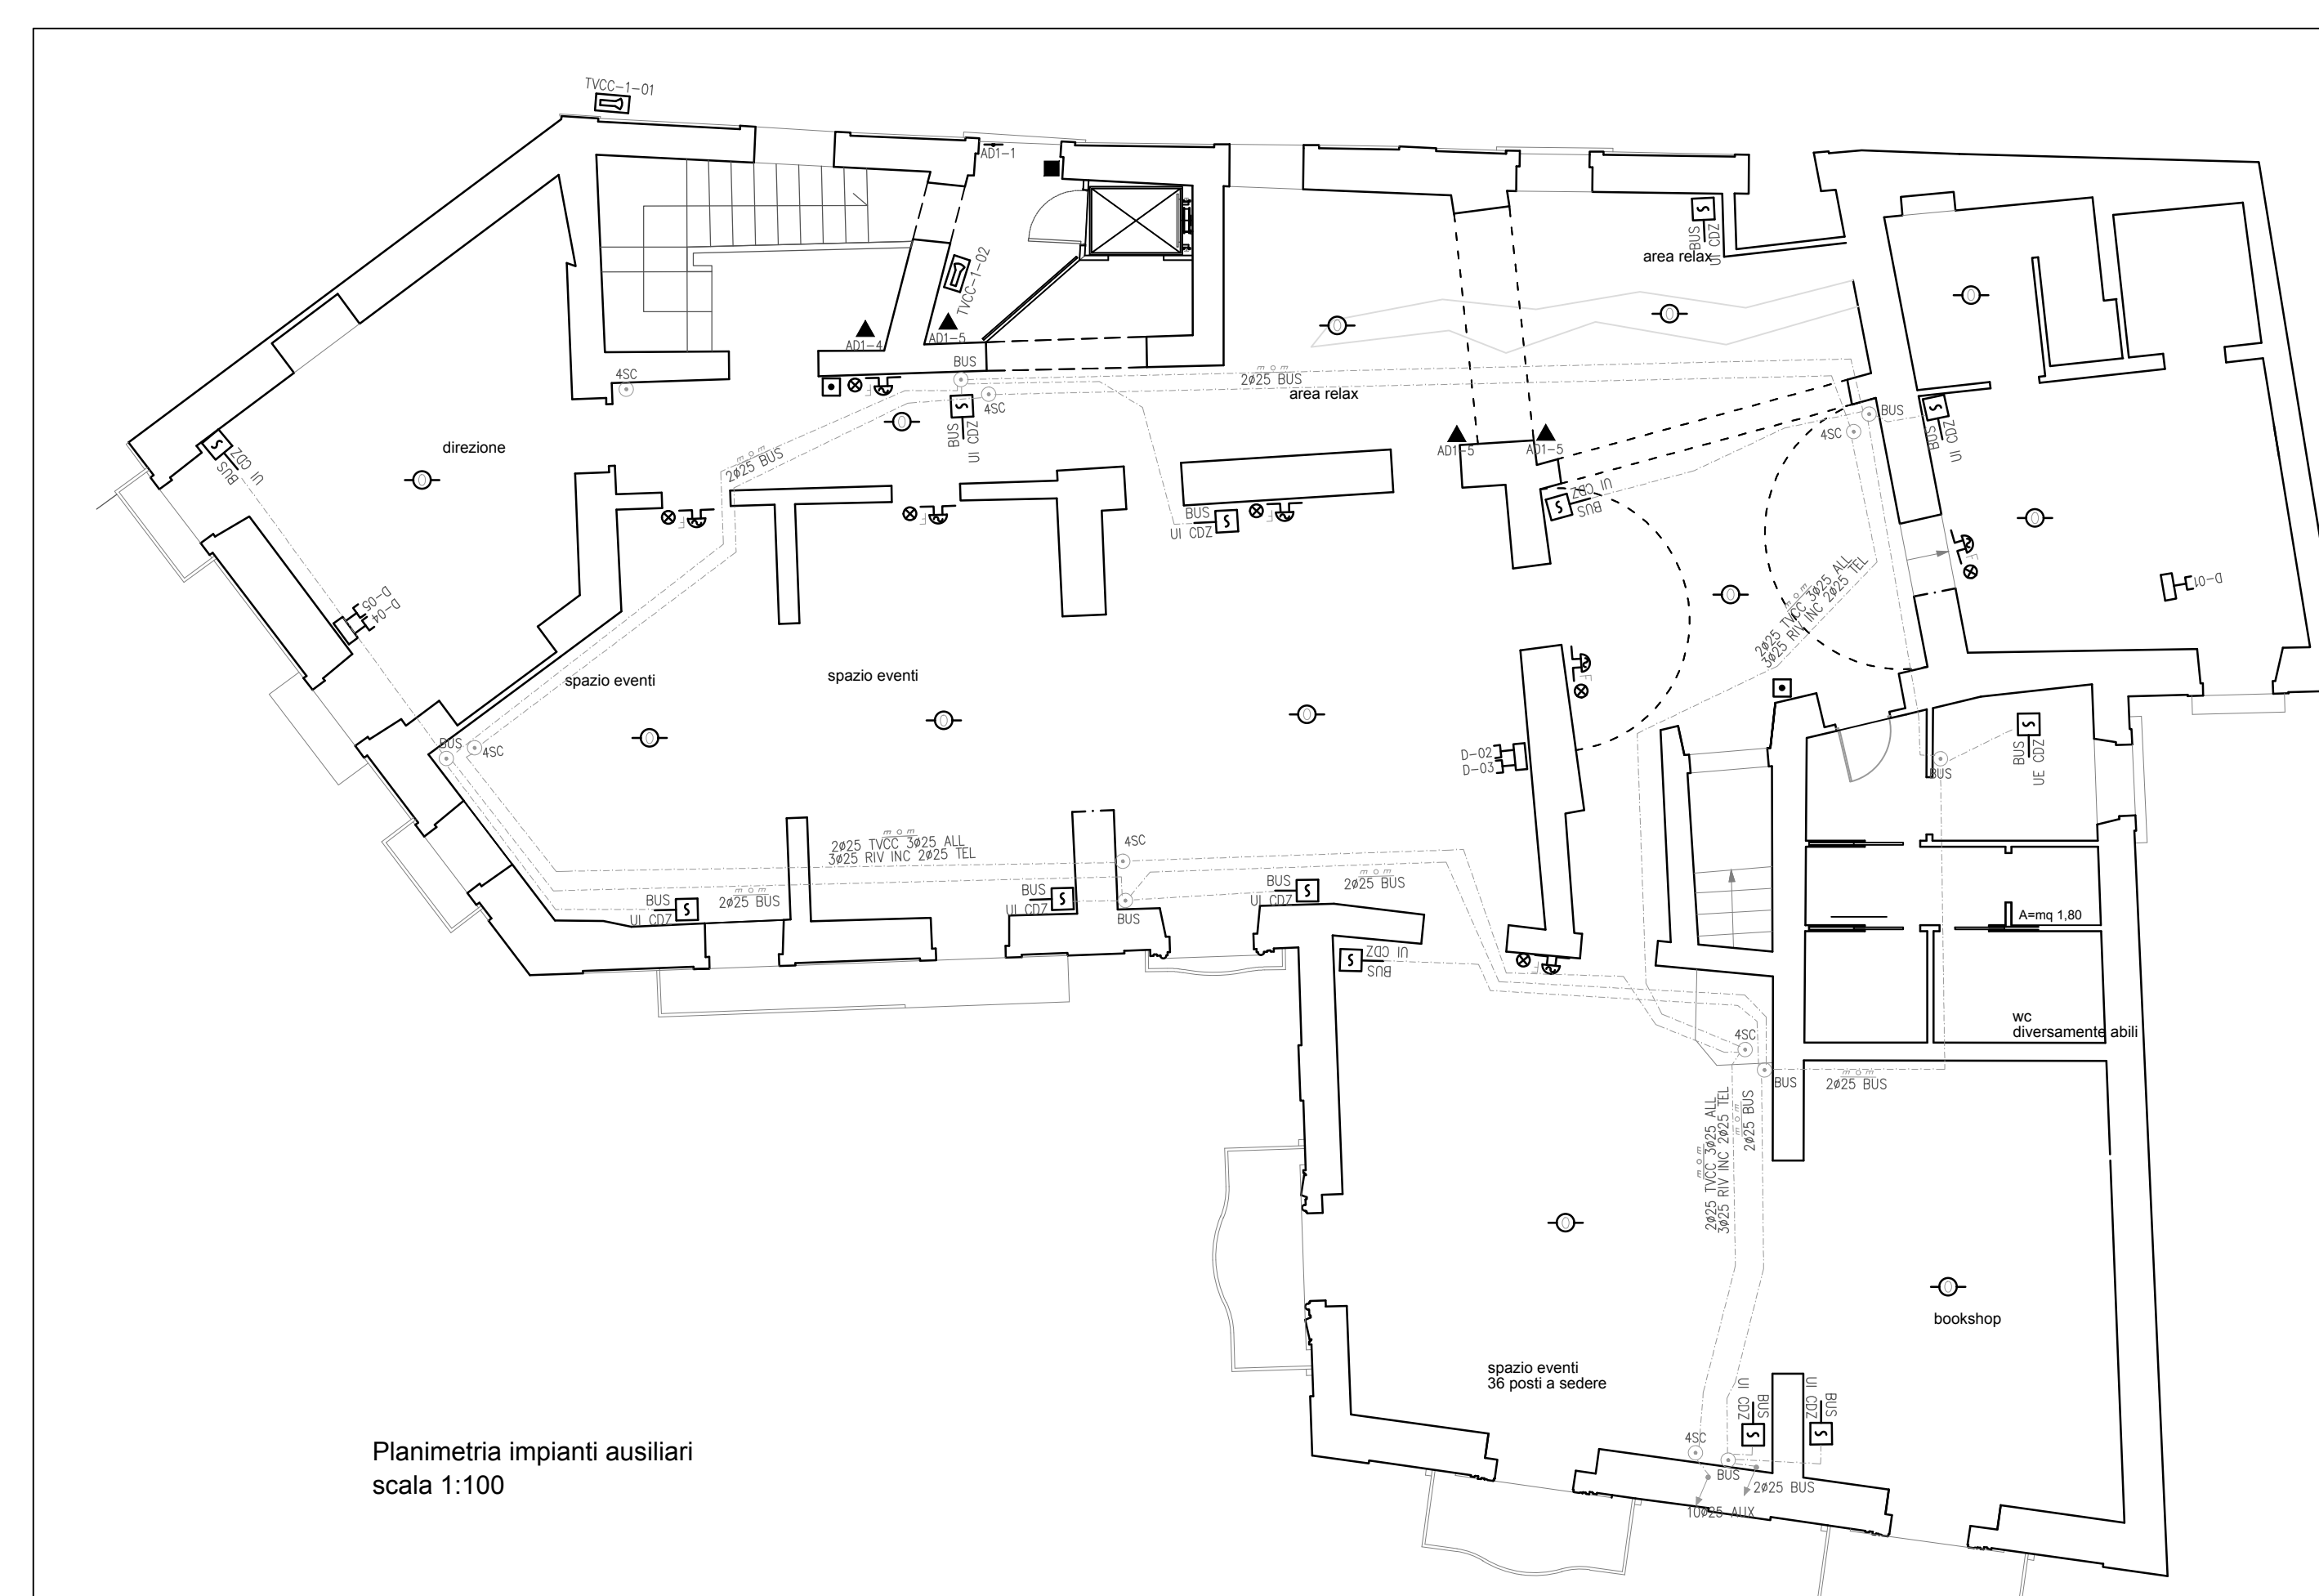 TVCC-1-01
AD1-1
TVCC-1-02
BUS
UI CDZ
area relax
AD1-4
AD1-5
BUS
4SC
2ø25 BUS
4SC
area relax
BUS
UI CDZ
BUS
4SC
BUS
UI CDZ
direzione
AD1-5
AD1-5
2ø25 BUS
BUS
UI CDZ
UI CDZ
BUS
BUS
UI CDZ
D-05
D-04
D-01
2ø25 TVCC 3ø25 ALL
3ø25 RIV INC 2ø25 TEL
spazio eventi
spazio eventi
BUS
4SC
D-02
D-03
BUS
UE CDZ
BUS
2ø25 TVCC 3ø25 ALL
3ø25 RIV INC 2ø25 TEL
4SC
BUS
UI CDZ
2ø25 BUS
BUS
UI CDZ
BUS
BUS
UI CDZ
2ø25 BUS
A=mq 1,80
UI CDZ
BUS
wc
diversamente abili
4SC
BUS
2ø25 BUS
2ø25 TVCC 3ø25 ALL
3ø25 RIV INC 2ø25 TEL
2ø25 BUS
bookshop
spazio eventi
36 posti a sedere
UI CDZ
BUS
UI CDZ
BUS
4SC
BUS
2ø25 BUS
10ø25 AUX
Planimetria impianti ausiliari
scala 1:100